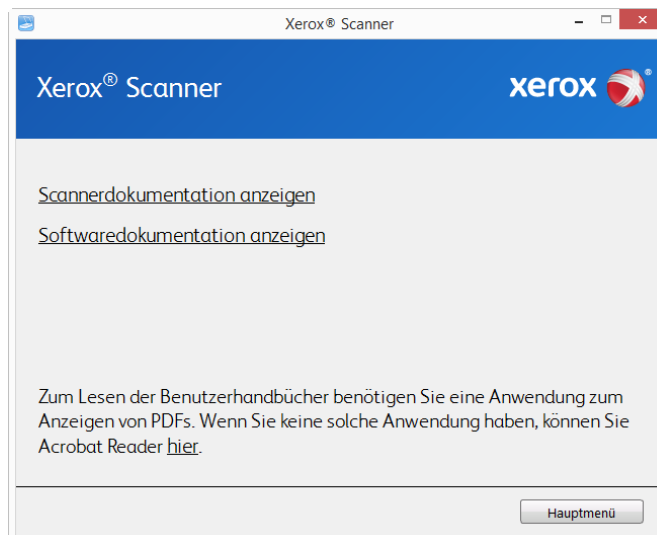 Xerox® Scanner
Xerox® Scanner
xerox ®
Scannerdokumentation anzeigen
Softwaredokumentation anzeigen
Zum Lesen der Benutzerhandbücher benötigen Sie eine Anwendung zum
Anzeigen von PDFs. Wenn Sie keine solche Anwendung haben, können Sie
Acrobat Reader hier.
Hauptmenü